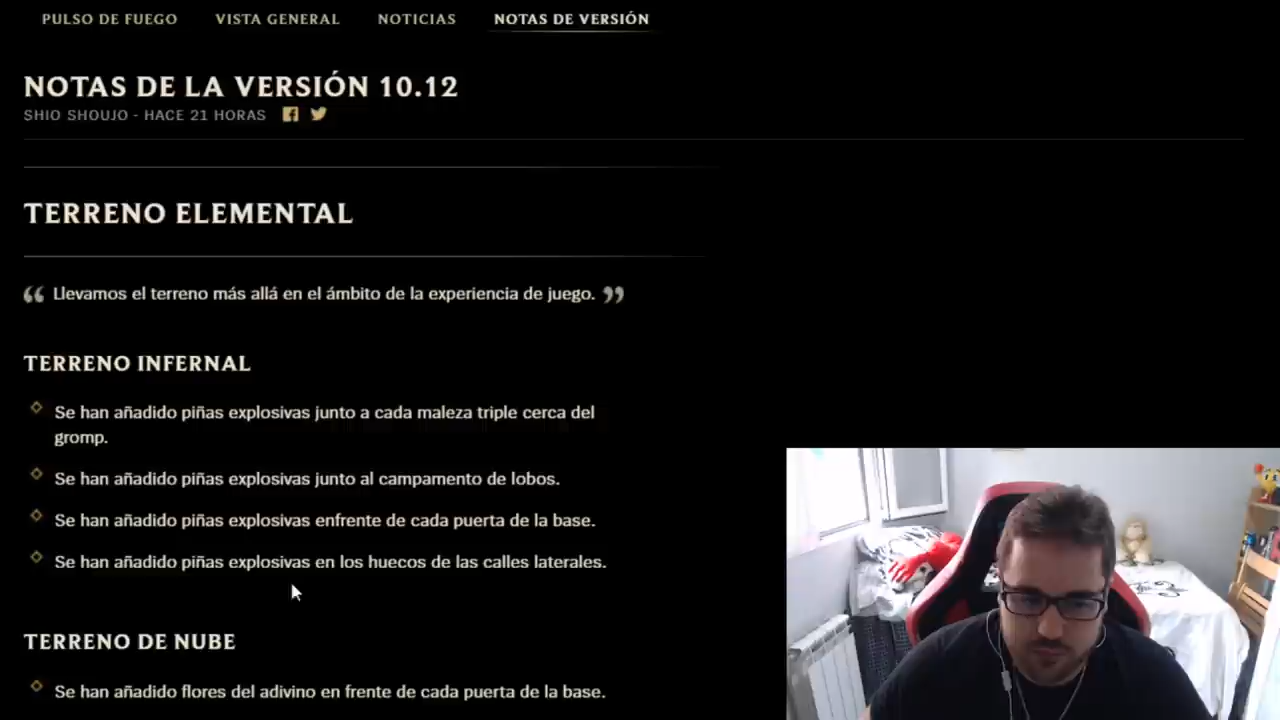 PULSO DE FUEGO VISTA GENERAL NOTICIAS NOTAS DE VERSIÓN
NOTAS DE LA VERSIÓN 10.12
SHIO SHOUJO - HACE 21 HORAS
TERRENO ELEMENTAL
“ Llevamos el terreno más allá en el ámbito de la experiencia de juego. ”
TERRENO INFERNAL
Se han añadido piñas explosivas junto a cada maleza triple cerca del
gromp.
Se han añadido piñas explosivas junto al campamento de lobos.
Se han añadido piñas explosivas enfrente de cada puerta de la base.
Se han añadido piñas explosivas en los huecos de las calles laterales.
TERRENO DE NUBE
Se han añadido flores del adivino en frente de cada puerta de la base.